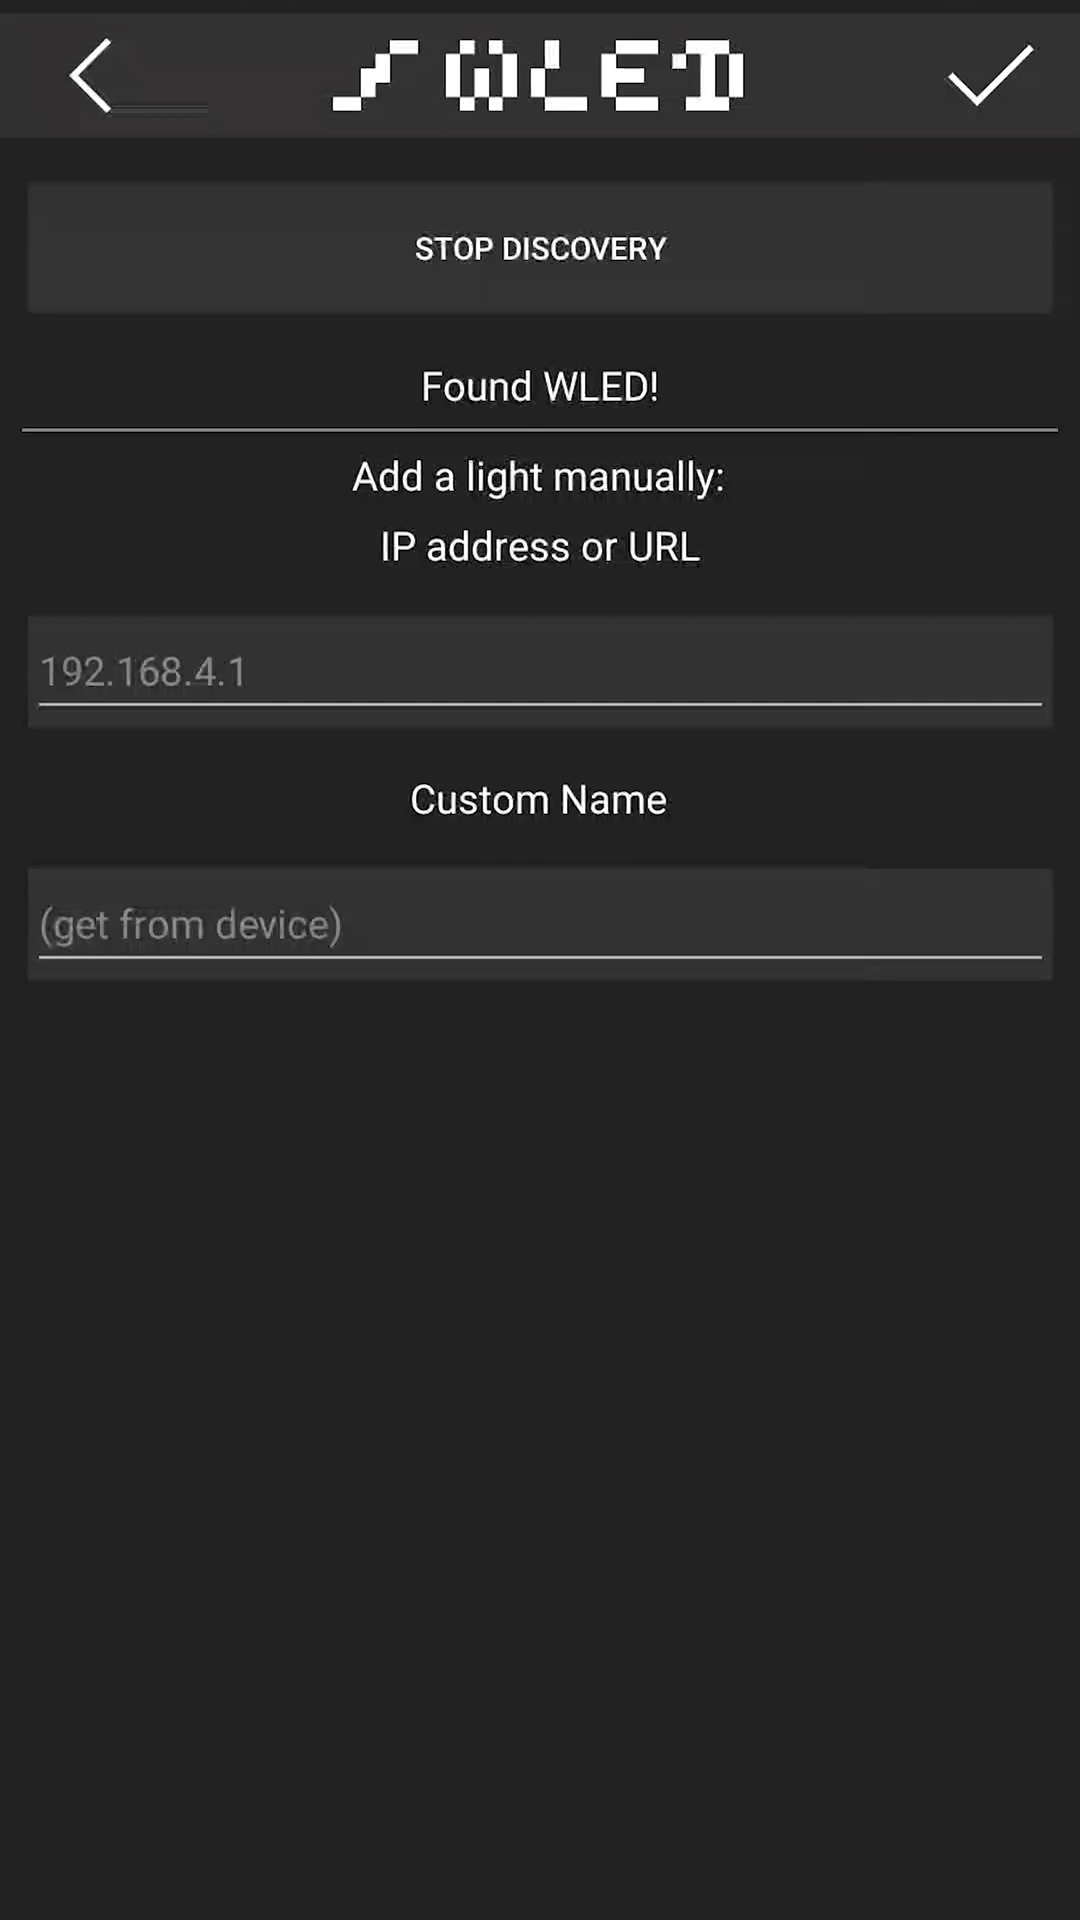 WLED
STOP DISCOVERY
Found WLED!
Add a light manually:
IP address or URL
192.168.4.1
Custom Name
(get from device)